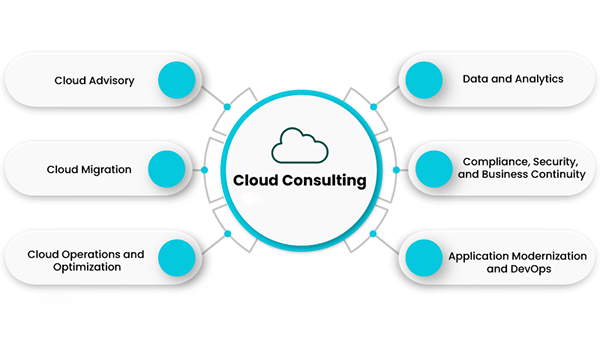 Cloud Advisory
Cloud Migration
Cloud Operations and
Optimization
Cloud Consulting
Data and Analytics
Compliance, Security,
and Business Continuity
Application Modernization
and DevOps